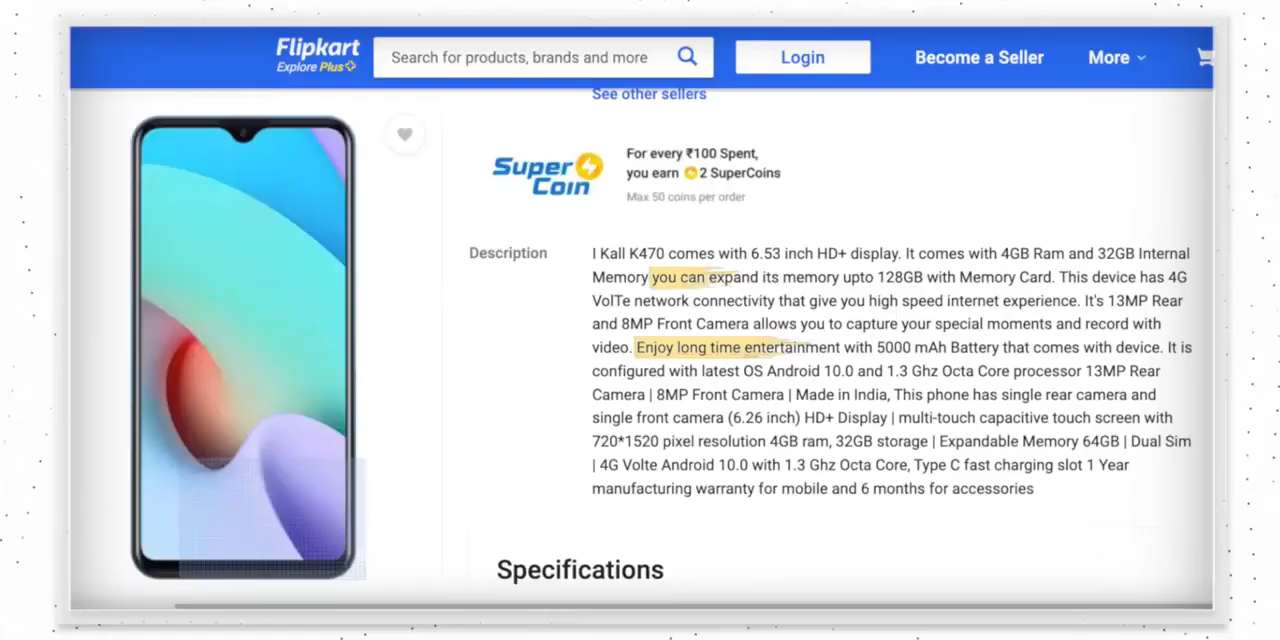 Flipkart
Explore Plus
Search for products, brands and more
Login
Become a Seller
More
See other sellers
Super Coin
For every ₹100 Spent,
you earn 2 SuperCoins
Max 50 coins per order
Description
I Kall K470 comes with 6.53 inch HD+ display. It comes with 4GB Ram and 32GB Internal
Memory you can expand its memory upto 128GB with Memory Card. This device has 4G
VolTe network connectivity that give you high speed internet experience. It's 13MP Rear
and 8MP Front Camera allows you to capture your special moments and record with
video. Enjoy long time entertainment with 5000 mAh Battery that comes with device. It is
configured with latest OS Android 10.0 and 1.3 Ghz Octa Core processor 13MP Rear
Camera | 8MP Front Camera | Made in India, This phone has single rear camera and
single front camera (6.26 inch) HD+ Display | multi-touch capacitive touch screen with
720*1520 pixel resolution 4GB ram, 32GB storage | Expandable Memory 64GB | Dual Sim
| 4G Volte Android 10.0 with 1.3 Ghz Octa Core, Type C fast charging slot 1 Year
manufacturing warranty for mobile and 6 months for accessories
Specifications